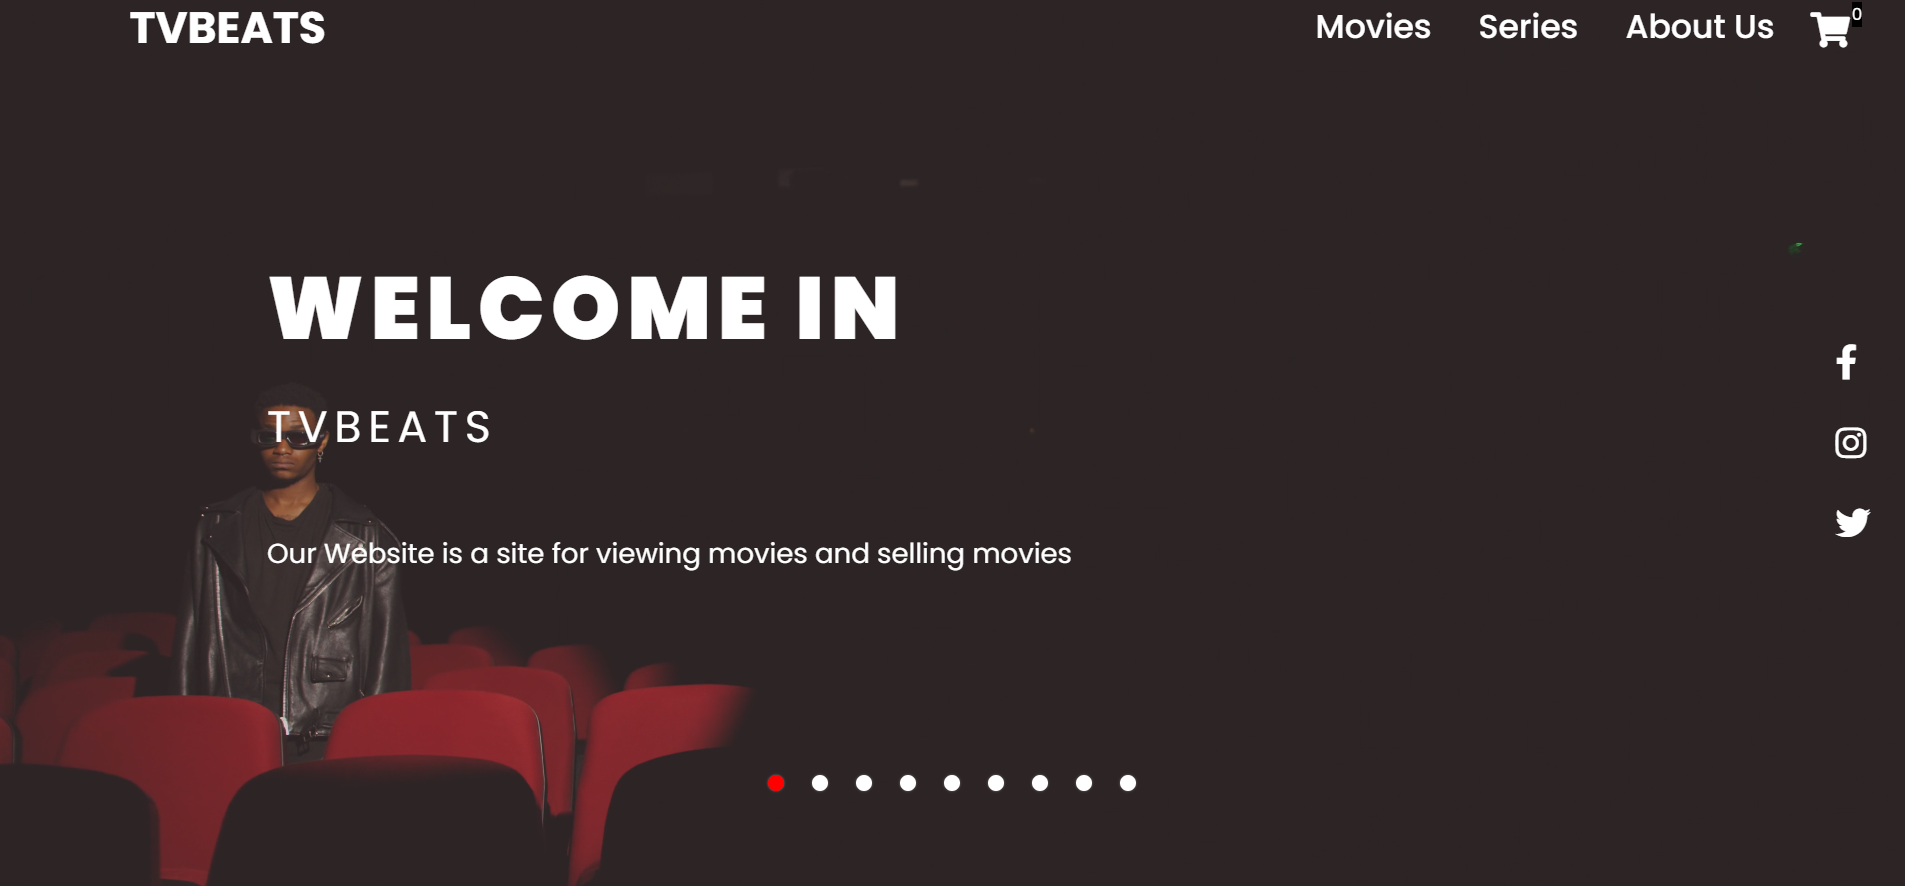 TVBEATS
Movies Series About Us 0
WELCOME IN
TVBEATS
Our Website is a site for viewing movies and selling movies